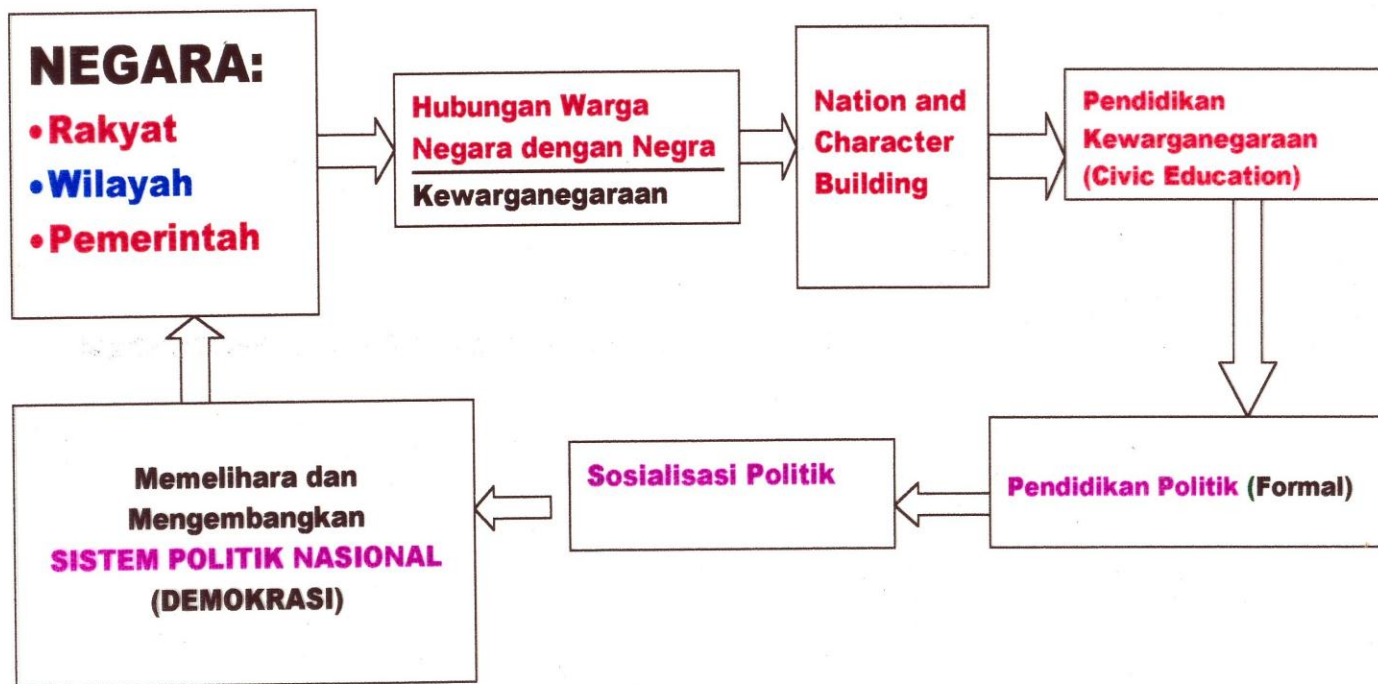 NEGARA:
•Rakyat
•Wilayah
•Pemerintah
Hubungan Warga
Negara dengan Negra
Kewarganegaraan
Nation and
Character
Building
Pendidikan
Kewarganegaraan
(Civic Education)
Pendidikan Politik (Formal)
Sosialisasi Politik
Memelihara dan
Mengembangkan
SISTEM POLITIK NASIONAL
(DEMOKRASI)